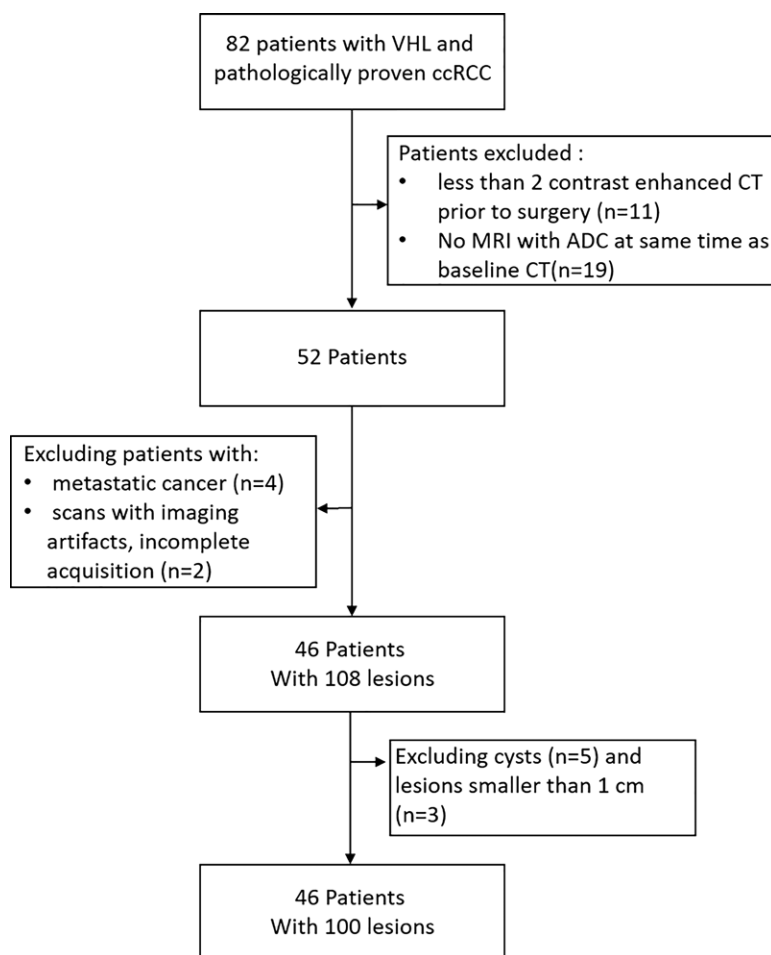 82 patients with VHL and
pathologically proven ccRCC
Patients excluded :
• less than 2 contrast enhanced CT
prior to surgery (n=11)
• No MRI with ADC at same time as
baseline CT(n=19)
52 Patients
Excluding patients with:
• metastatic cancer (n=4)
• scans with imaging
artifacts, incomplete
acquisition (n=2)
46 Patients
With 108 lesions
Excluding cysts (n=5) and
lesions smaller than 1 cm
(n=3)
46 Patients
With 100 lesions